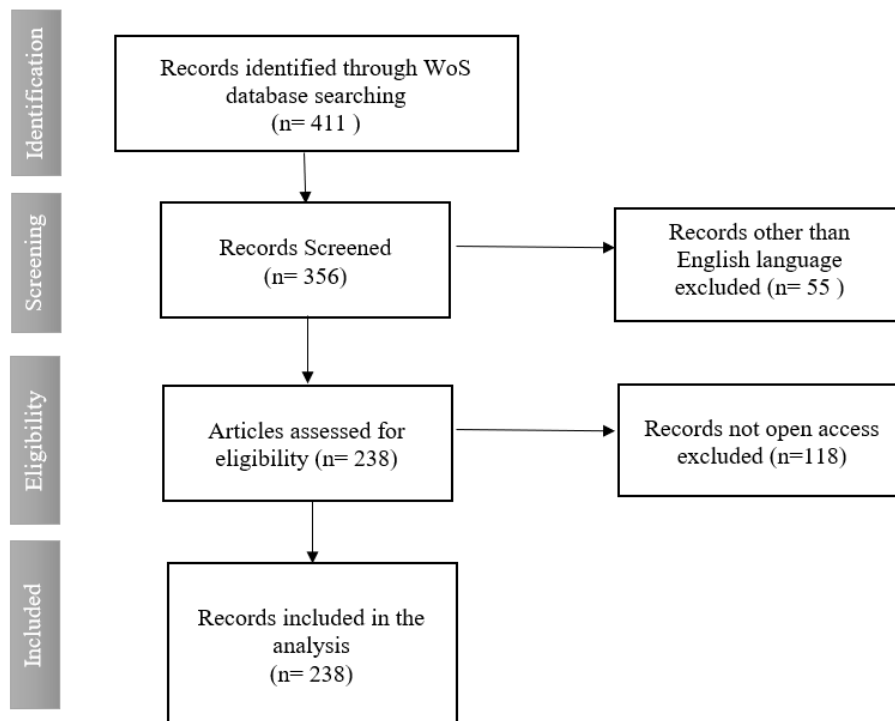 Identification
Records identified through WoS
database searching
(n= 411 )
Screening
Records Screened
(n= 356)
Records other than
English language
excluded (n= 55 )
Eligibility
Articles assessed for
eligibility (n= 238)
Records not open access
excluded (n=118)
Included
Records included in the
analysis
(n= 238)